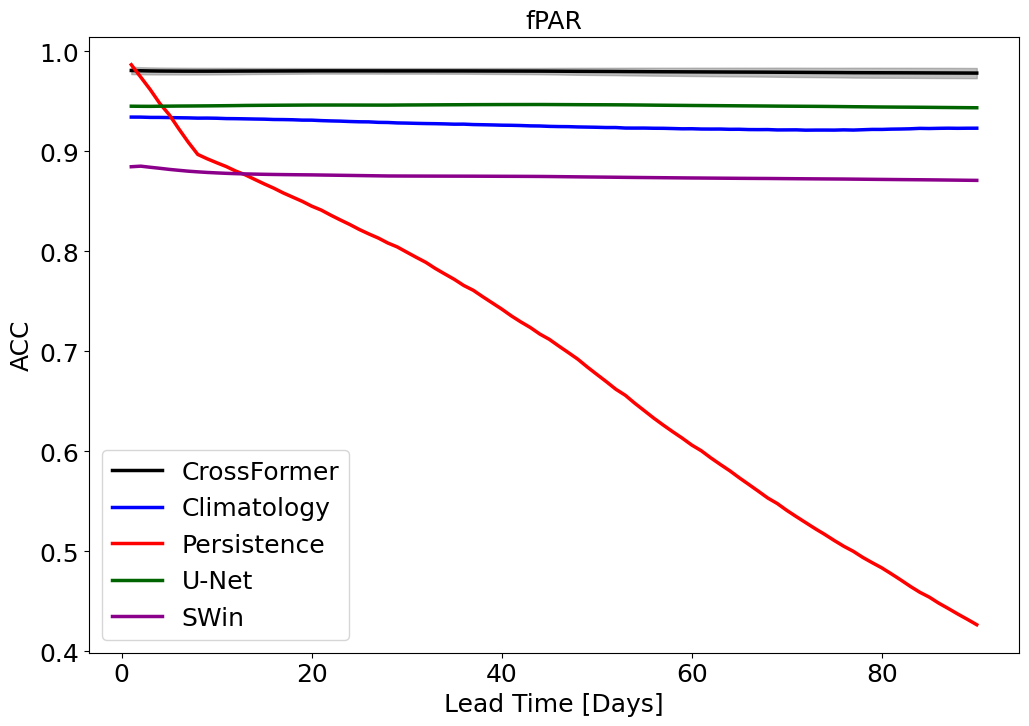 fPAR
1.0
0.9
0.8
0.7
0.6
0.5
0.4
ACC
CrossFormer
Climatology
Persistence
U-Net
SWin
0 20 40 60 80
Lead Time [Days]